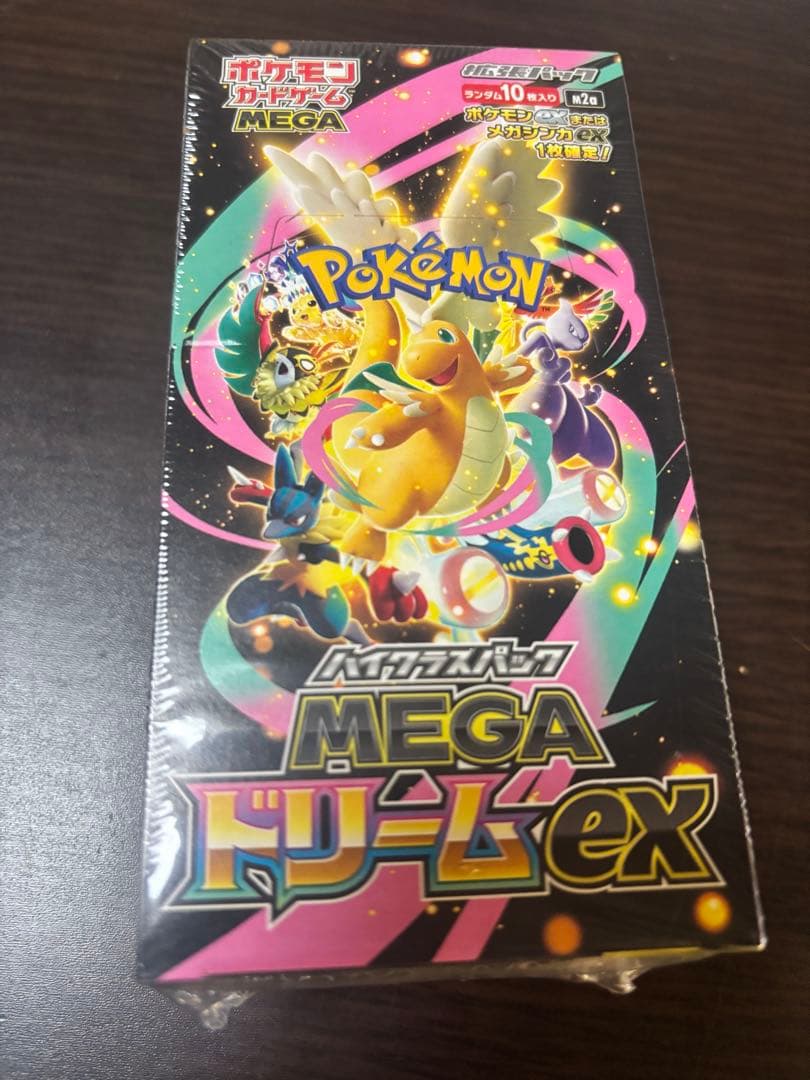 ポケモン
カードゲーム
MEGA
拡張パック
ランダム10枚入り M2a
ポケモンexまたは
メガシンカex
1枚確定!
POKÉMON
TM
ハイクラスパック
MEGA
ドリームex